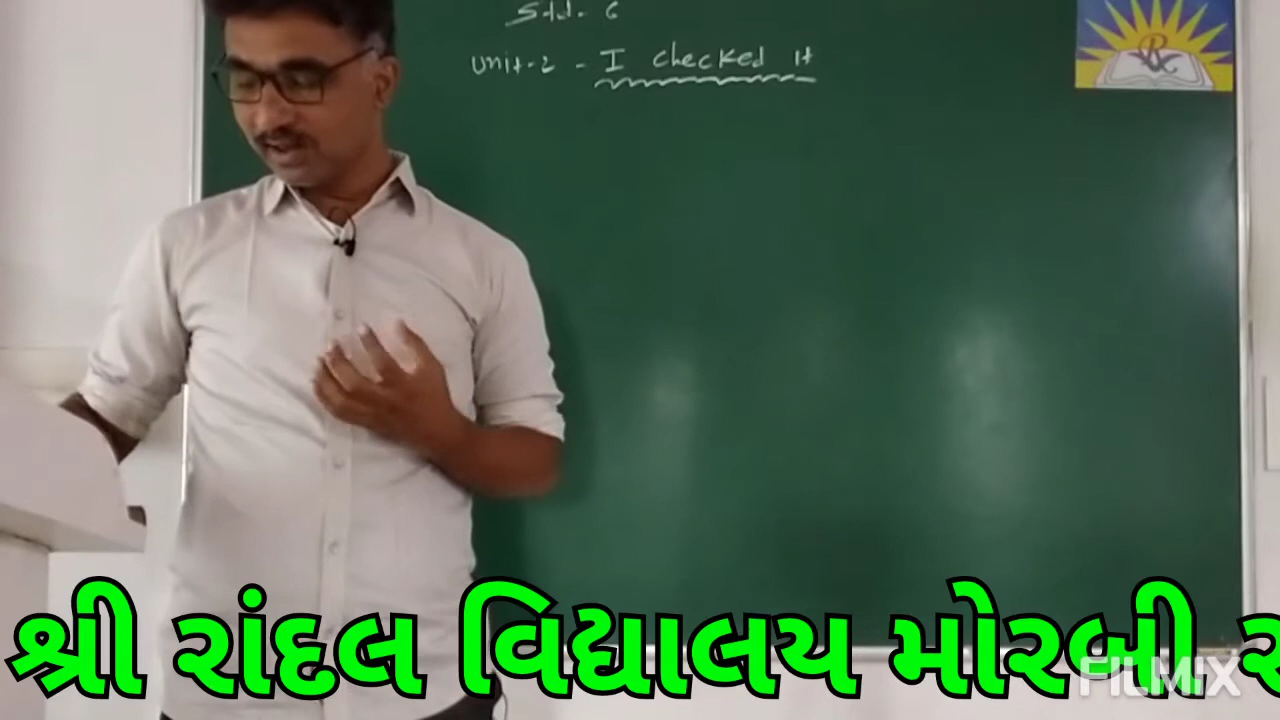 Std. 6
Unit-2 - I checked it
શ્રી રાંદલ વિદ્યાલય મોરબી
FILMIX